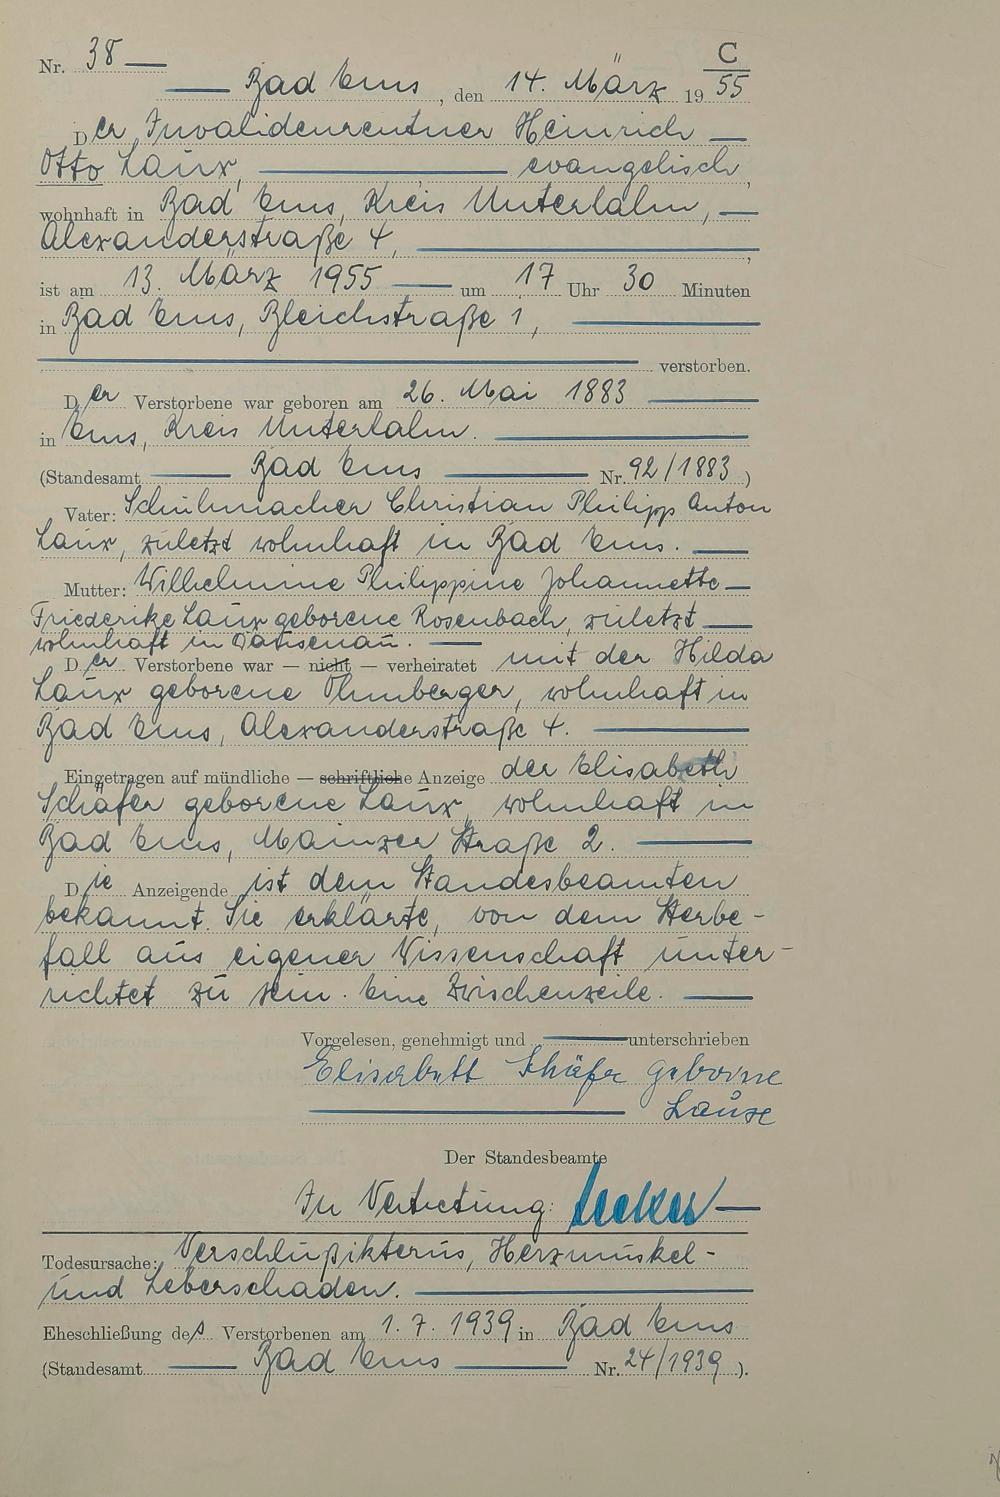 Nr. 38 —
C
— Bad Ems, den 14. März 1955
Der Invalidenrentner Heinrich —
Otto Laux, — evangelisch,
wohnhaft in Bad Ems, Kreis Unterlahn, —
Alexanderstraße 4, —,
ist am 13. März 1955 — um 17 Uhr 30 Minuten
in Bad Ems, Bleichstraße 1, —
— verstorben.
Der Verstorbene war geboren am 26. Mai 1883 —
in Ems, Kreis Unterlahn. —
(Standesamt — Bad Ems — Nr. 92/1883)
Vater: Schuhmacher Christian Philipp Anton
Laux, zuletzt wohnhaft in Bad Ems. —
Mutter: Wilhelmine Philippine Johannette —
Friederike Laux geborene Rosenbach, zuletzt —
wohnhaft in Dausenau. —
Der Verstorbene war — nicht — verheiratet mit der Hilda
Laux geborene Ohmberger, wohnhaft in
Bad Ems, Alexanderstraße 4. —
Eingetragen auf mündliche — schriftliche Anzeige der Elisabeth
Schäfer geborene Laux, wohnhaft in
Bad Ems, Mainzer Straße 2. —
Die Anzeigende ist dem Standesbeamten
bekannt. Sie erklärte, von dem Sterbe-
fall aus eigener Wissenschaft unter-
richtet zu sein. Eine Zwischenzeile. —
Vorgelesen, genehmigt und — unterschrieben
Elisabett Schäfer geborne
— Laux
Der Standesbeamte
In Vertretung: —
Todesursache: Verschlußikterus, Herzmuskel-
und Leberschaden. —
Eheschließung des Verstorbenen am 1.7.1939 in Bad Ems
(Standesamt — Bad Ems — Nr. 24/1939).